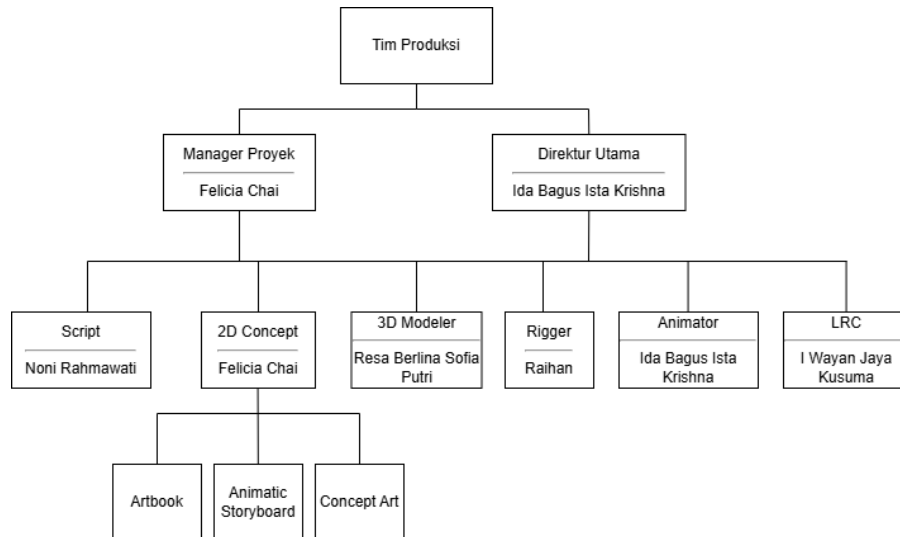 Tim Produksi
Manager Proyek
Felicia Chai
Direktur Utama
Ida Bagus Ista Krishna
Script
Noni Rahmawati
2D Concept
Felicia Chai
3D Modeler
Resa Berlina Sofia
Putri
Rigger
Raihan
Animator
Ida Bagus Ista
Krishna
LRC
I Wayan Jaya
Kusuma
Artbook
Animatic
Storyboard
Concept Art